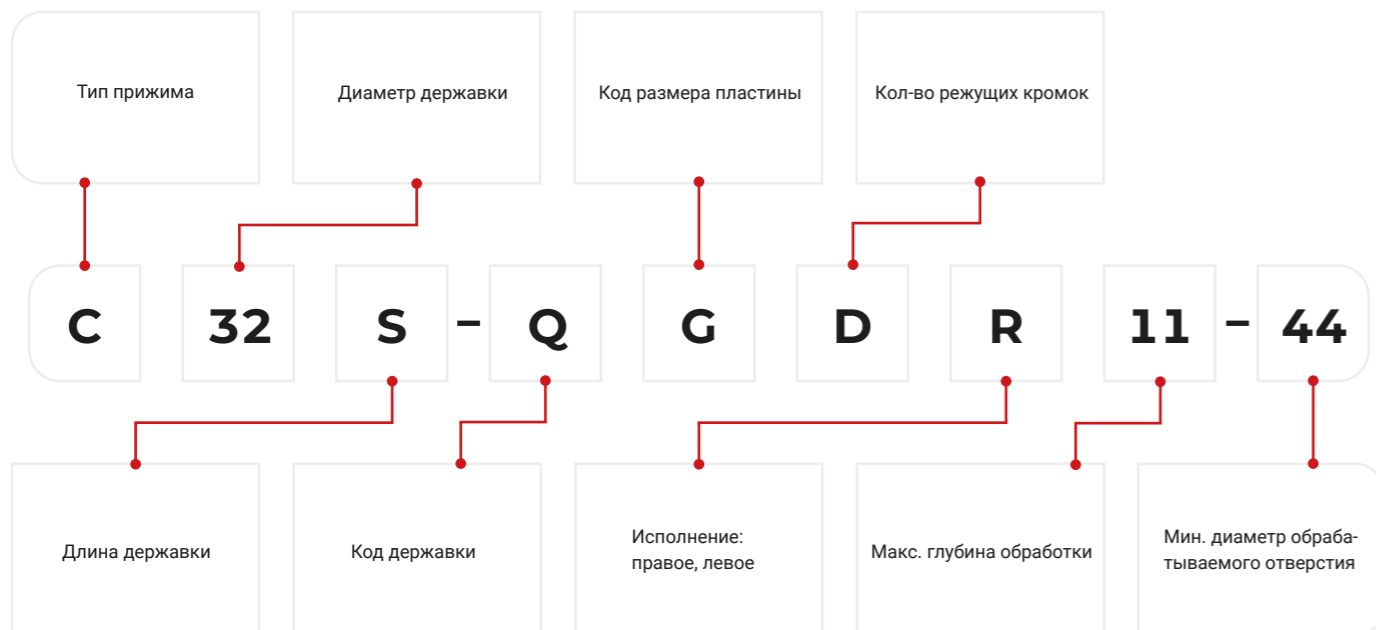 Тип прижима
Диаметр державки
Код размера пластины
Кол-во режущих кромок
C 32 S – Q G D R 11 – 44
Длина державки
Код державки
Исполнение:
правое, левое
Макс. глубина обработки
Мин. диаметр обраба-
тываемого отверстия